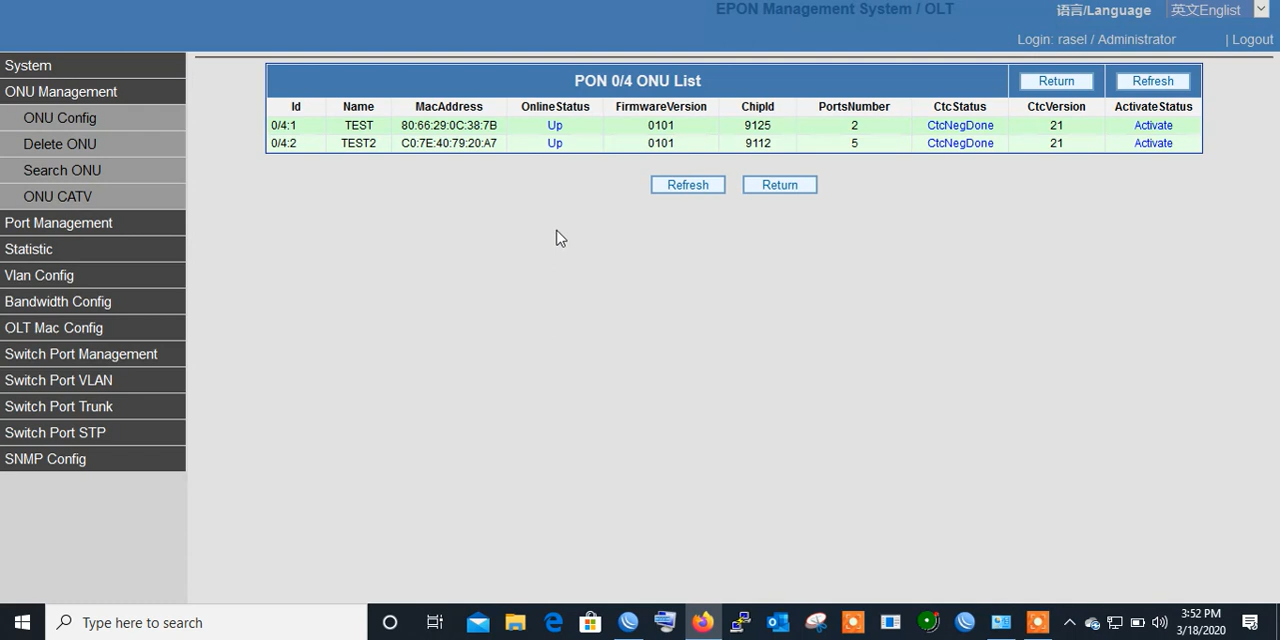 EPON Management System / OLT
语言/Language 英文Englist
Login: rasel / Administrator | Logout
System
ONU Management
ONU Config
Delete ONU
Search ONU
ONU CATV
Port Management
Statistic
Vlan Config
Bandwidth Config
OLT Mac Config
Switch Port Management
Switch Port VLAN
Switch Port Trunk
Switch Port STP
SNMP Config
PON 0/4 ONU List Return Refresh
Id Name MacAddress OnlineStatus FirmwareVersion ChipId PortsNumber CtcStatus CtcVersion ActivateStatus
0/4:1 TEST 80:66:29:0C:38:7B Up 0101 9125 2 CtcNegDone 21 Activate
0/4:2 TEST2 C0:7E:40:79:20:A7 Up 0101 9112 5 CtcNegDone 21 Activate
Refresh Return
Type here to search
3:52 PM
3/18/2020